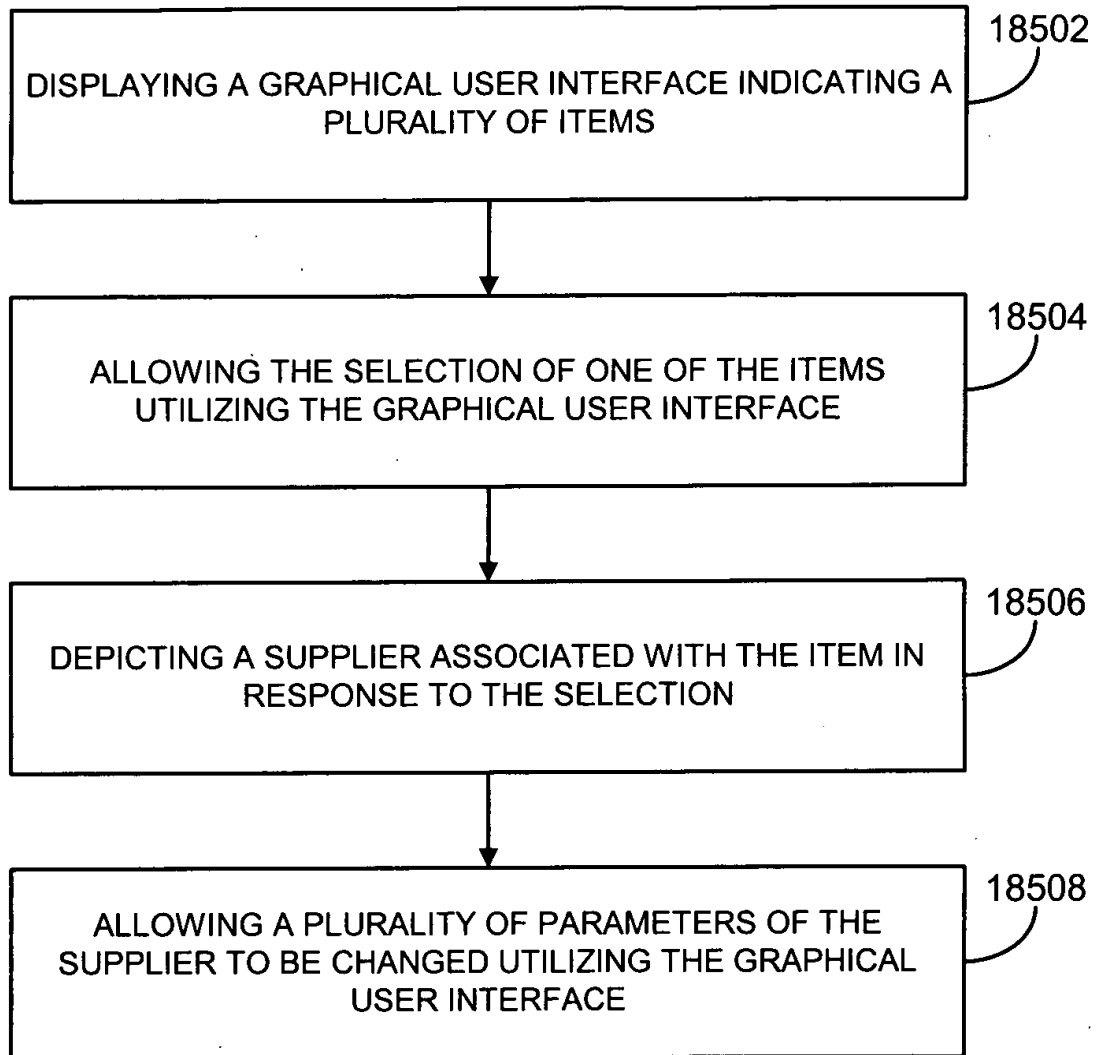 18502
DISPLAYING A GRAPHICAL USER INTERFACE INDICATING A
PLURALITY OF ITEMS
18504
ALLOWING THE SELECTION OF ONE OF THE ITEMS
UTILIZING THE GRAPHICAL USER INTERFACE
18506
DEPICTING A SUPPLIER ASSOCIATED WITH THE ITEM IN
RESPONSE TO THE SELECTION
18508
ALLOWING A PLURALITY OF PARAMETERS OF THE
SUPPLIER TO BE CHANGED UTILIZING THE GRAPHICAL
USER INTERFACE